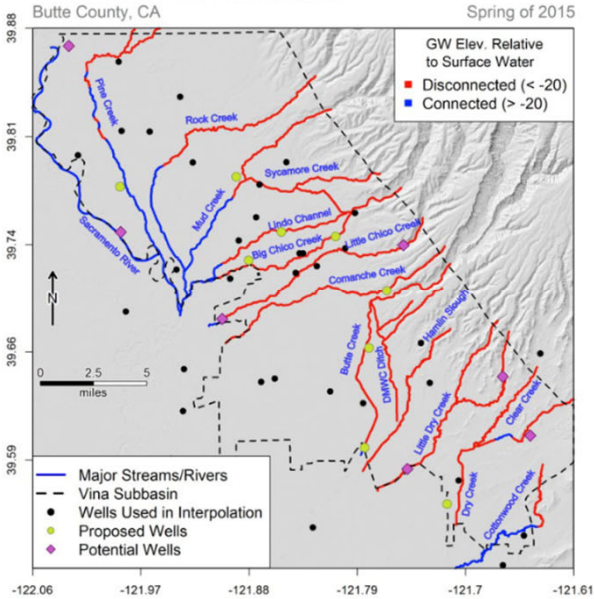 Butte County, CA
Spring of 2015
GW Elev. Relative
to Surface Water
Disconnected (< -20)
Connected (> -20)
39.88
39.81
39.74
39.66
39.59
Pine Creek
Rock Creek
Sycamore Creek
Mud Creek
Lindo Channel
Little Chico Creek
Big Chico Creek
Sacramento River
Comanche Creek
Hamlin Slough
Butte Creek
DMWC Ditch
Little Dry Creek
Clear Creek
Dry Creek
Cottonwood Creek
N
0 2.5 5
miles
Major Streams/Rivers
Vina Subbasin
Wells Used in Interpolation
Proposed Wells
Potential Wells
-122.06
-121.97
-121.88
-121.79
-121.7
-121.61